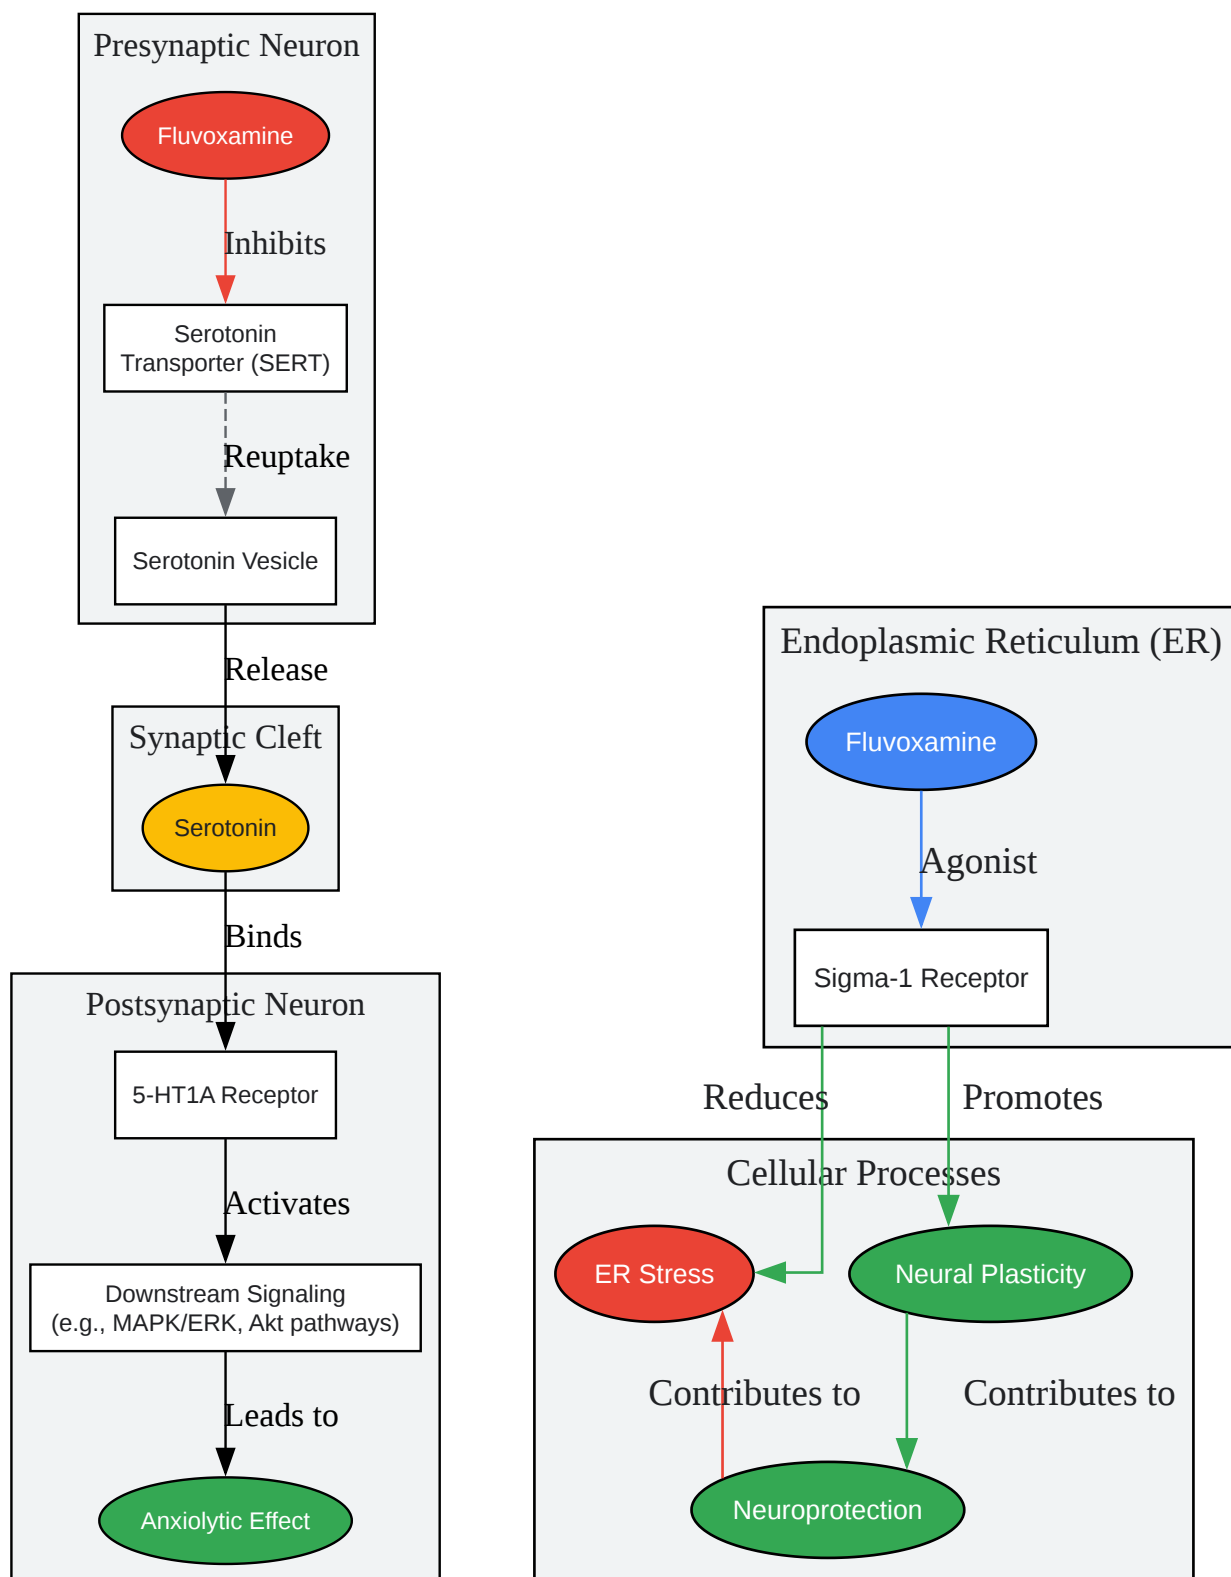 Presynaptic Neuron
Fluvoxamine
Inhibits
Serotonin
Transporter (SERT)
Reuptake
Serotonin Vesicle
Release
Synaptic Cleft
Serotonin
Binds
Postsynaptic Neuron
5-HT1A Receptor
Activates
Downstream Signaling
(e.g., MAPK/ERK, Akt pathways)
Leads to
Anxiolytic Effect
Endoplasmic Reticulum (ER)
Fluvoxamine
Agonist
Sigma-1 Receptor
Reduces
Promotes
Cellular Processes
ER Stress
Neural Plasticity
Contributes to
Contributes to
Neuroprotection